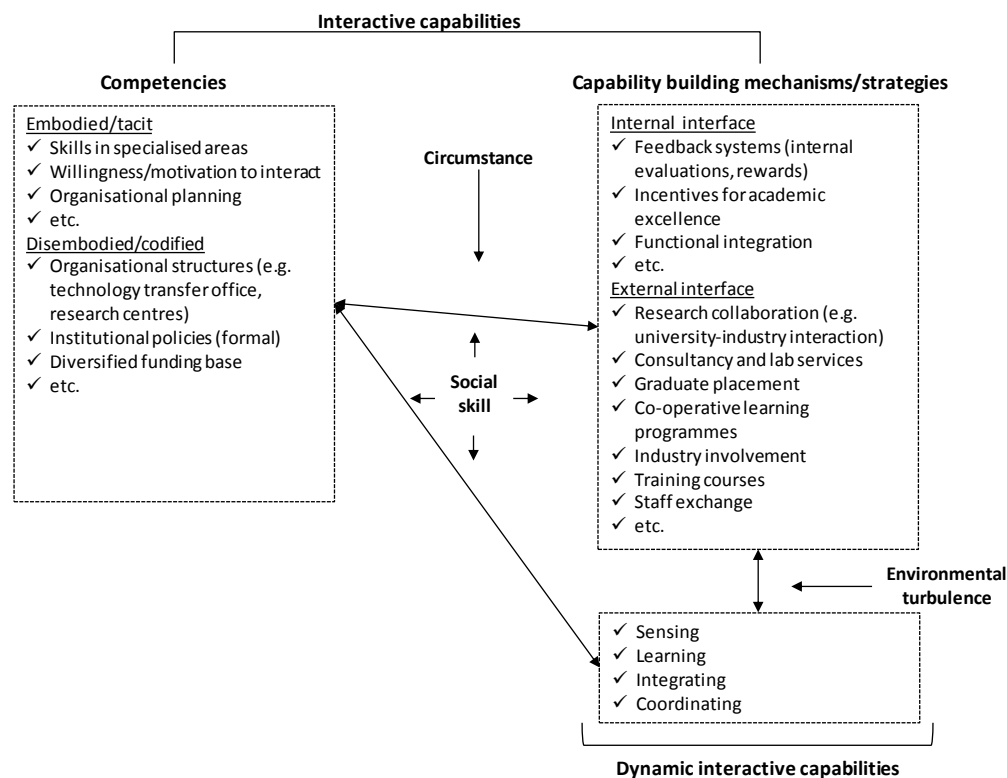 Interactive capabilities
Competencies
Embodied/tacit
✓ Skills in specialised areas
✓ Willingness/motivation to interact
✓ Organisational planning
✓ etc.
Disembodied/codified
✓ Organisational structures (e.g.
technology transfer office,
research centres)
✓ Institutional policies (formal)
✓ Diversified funding base
✓ etc.
Circumstance
Social
skill
Capability building mechanisms/strategies
Internal interface
✓ Feedback systems (internal
evaluations, rewards)
✓ Incentives for academic
excellence
✓ Functional integration
✓ etc.
External interface
✓ Research collaboration (e.g.
university-industry interaction)
✓ Consultancy and lab services
✓ Graduate placement
✓ Co-operative learning
programmes
✓ Industry involvement
✓ Training courses
✓ Staff exchange
✓ etc.
Environmental
turbulence
✓ Sensing
✓ Learning
✓ Integrating
✓ Coordinating
Dynamic interactive capabilities